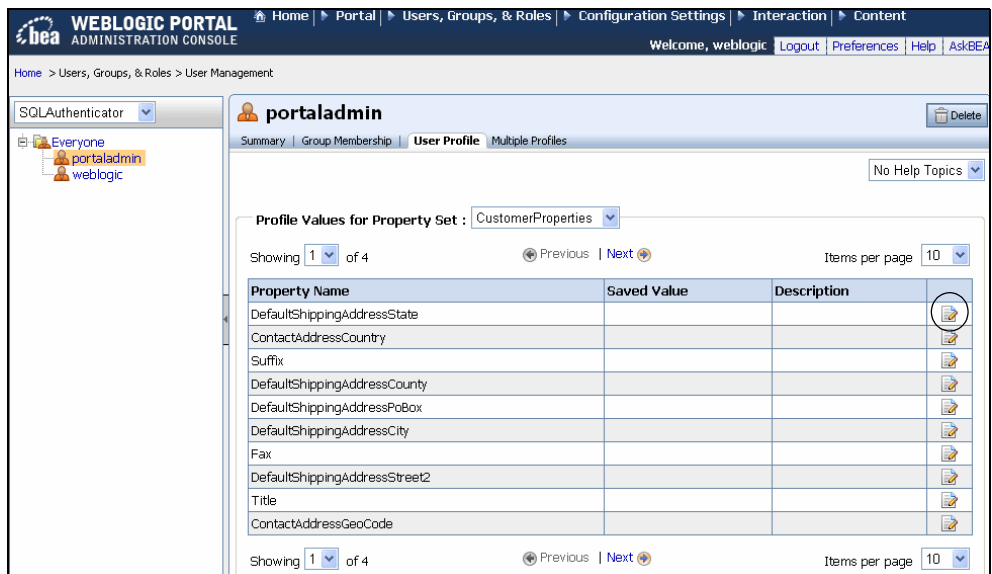 bea WEBLOGIC PORTAL
ADMINISTRATION CONSOLE
Home | Portal | Users, Groups, & Roles | Configuration Settings | Interaction | Content
Welcome, weblogic Logout | Preferences | Help | AskBEA
Home > Users, Groups, & Roles > User Management
SQLAuthenticator
Everyone
portaladmin
weblogic
portaladmin
Delete
Summary | Group Membership | User Profile Multiple Profiles
No Help Topics
Profile Values for Property Set : CustomerProperties
Showing 1 of 4 Previous | Next Items per page 10
Property Name Saved Value Description
DefaultShippingAddressState
ContactAddressCountry
Suffix
DefaultShippingAddressCounty
DefaultShippingAddressPoBox
DefaultShippingAddressCity
Fax
DefaultShippingAddressStreet2
Title
ContactAddressGeoCode
Showing 1 of 4 Previous | Next Items per page 10